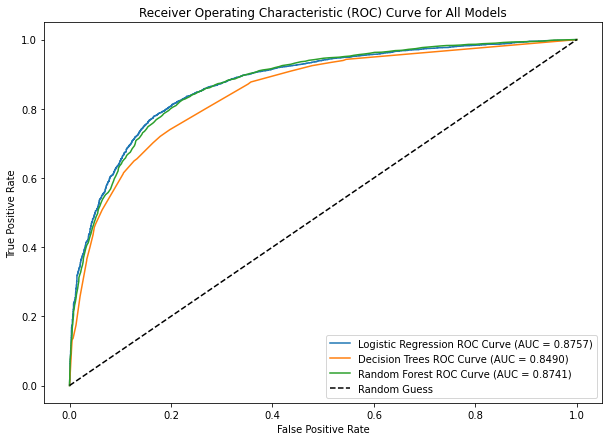 Receiver Operating Characteristic (ROC) Curve for All Models
True Positive Rate
1.0
0.8
0.6
0.4
0.2
0.0
0.0
0.2
0.4
0.6
0.8
1.0
False Positive Rate
Logistic Regression ROC Curve (AUC = 0.8757)
Decision Trees ROC Curve (AUC = 0.8490)
Random Forest ROC Curve (AUC = 0.8741)
Random Guess